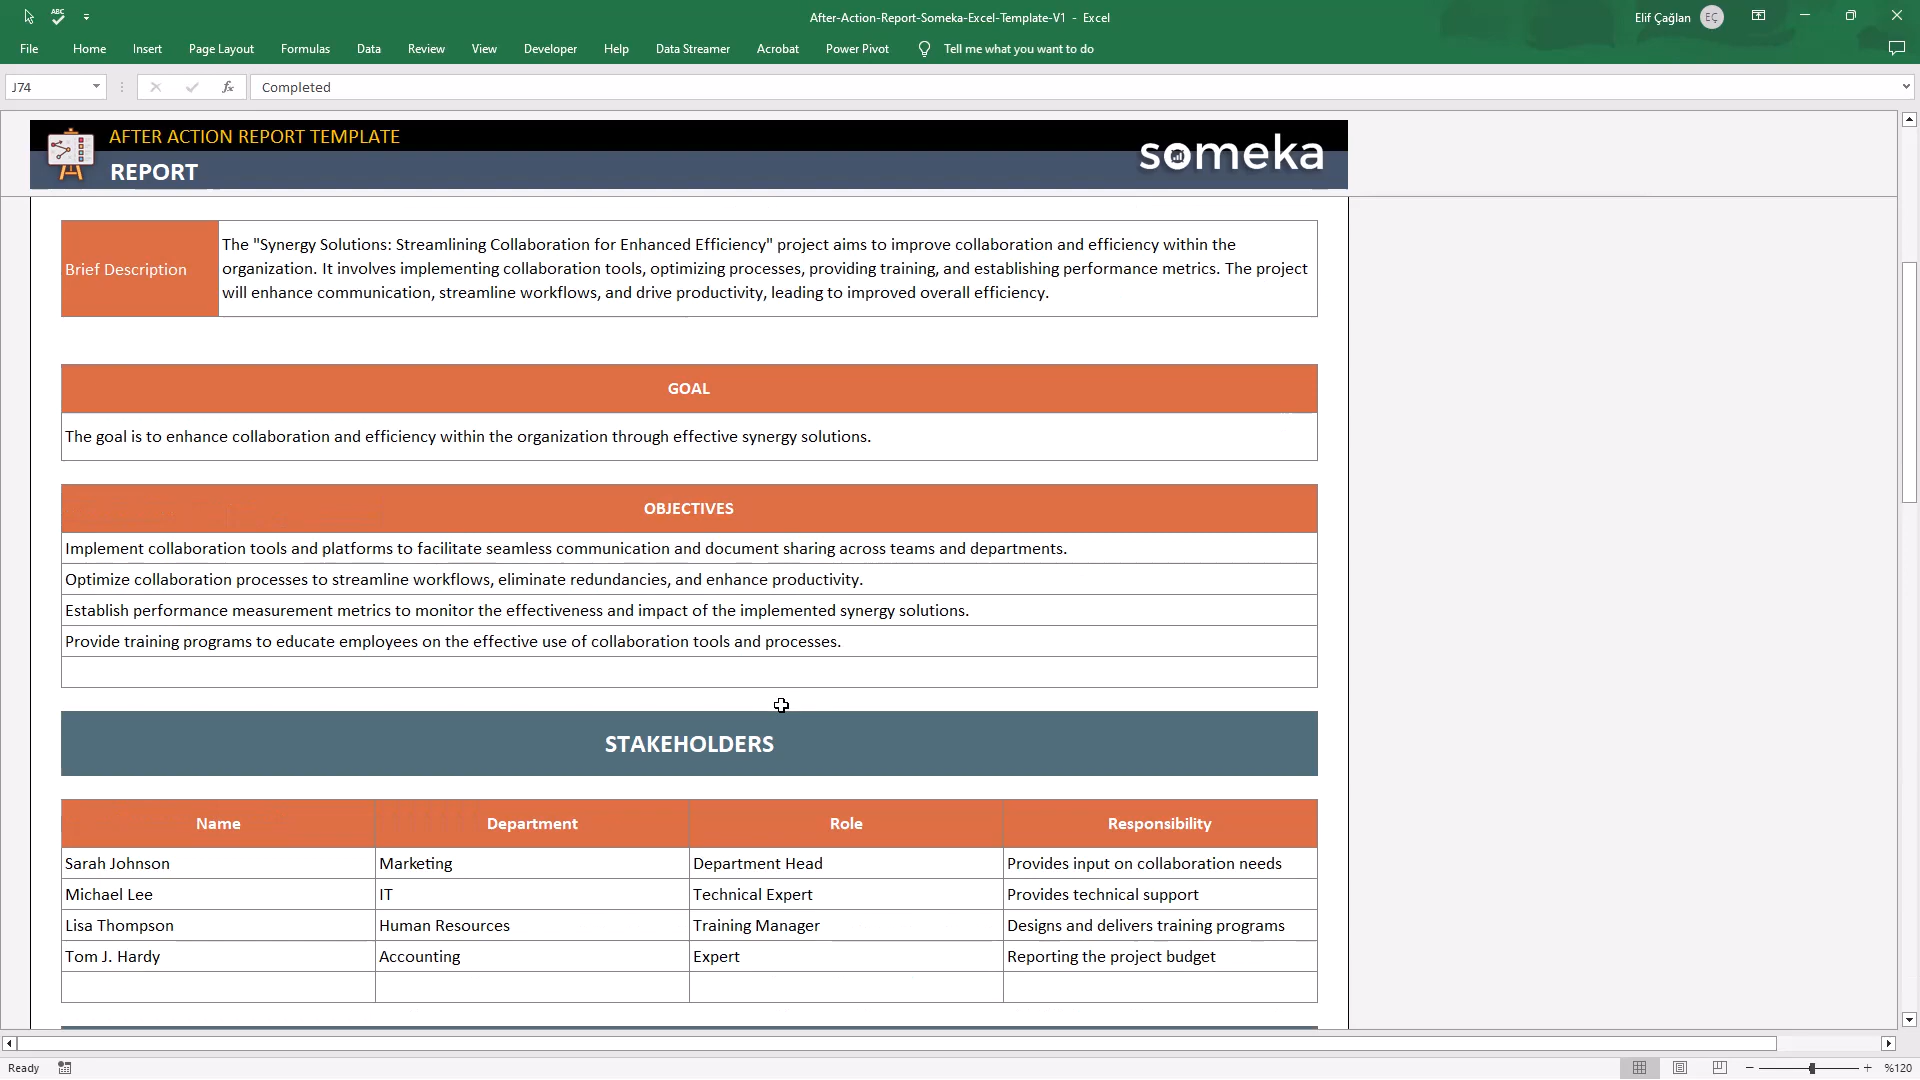 ABC
After-Action-Report-Someka-Excel-Template-V1 - Excel
Elif Çağlan
EÇ
File Home Insert Page Layout Formulas Data Review View Developer Help Data Streamer Acrobat Power Pivot Tell me what you want to do
J74 fx Completed
AFTER ACTION REPORT TEMPLATE
REPORT
someka
Brief Description
The "Synergy Solutions: Streamlining Collaboration for Enhanced Efficiency" project aims to improve collaboration and efficiency within the
organization. It involves implementing collaboration tools, optimizing processes, providing training, and establishing performance metrics. The project
will enhance communication, streamline workflows, and drive productivity, leading to improved overall efficiency.
GOAL
The goal is to enhance collaboration and efficiency within the organization through effective synergy solutions.
OBJECTIVES
Implement collaboration tools and platforms to facilitate seamless communication and document sharing across teams and departments.
Optimize collaboration processes to streamline workflows, eliminate redundancies, and enhance productivity.
Establish performance measurement metrics to monitor the effectiveness and impact of the implemented synergy solutions.
Provide training programs to educate employees on the effective use of collaboration tools and processes.
STAKEHOLDERS
Name Department Role Responsibility
Sarah Johnson Marketing Department Head Provides input on collaboration needs
Michael Lee IT Technical Expert Provides technical support
Lisa Thompson Human Resources Training Manager Designs and delivers training programs
Tom J. Hardy Accounting Expert Reporting the project budget
Ready
%120